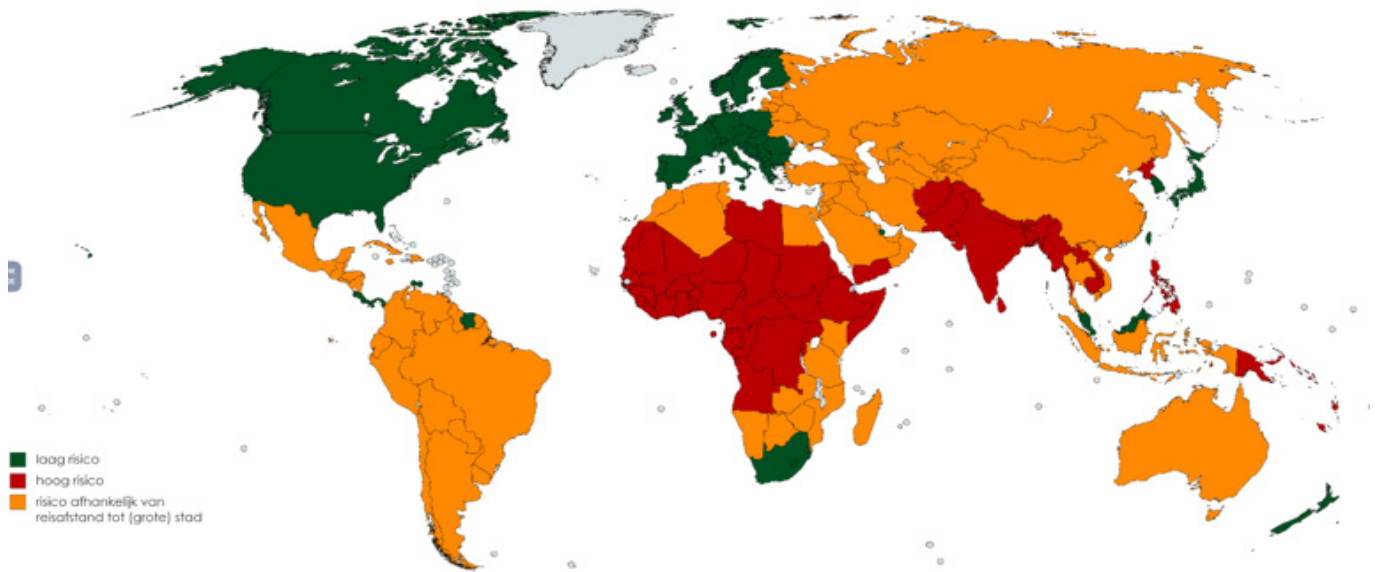 laag risico
hoog risico
risico afhankelijk van
reisafstand tot (grote) stad